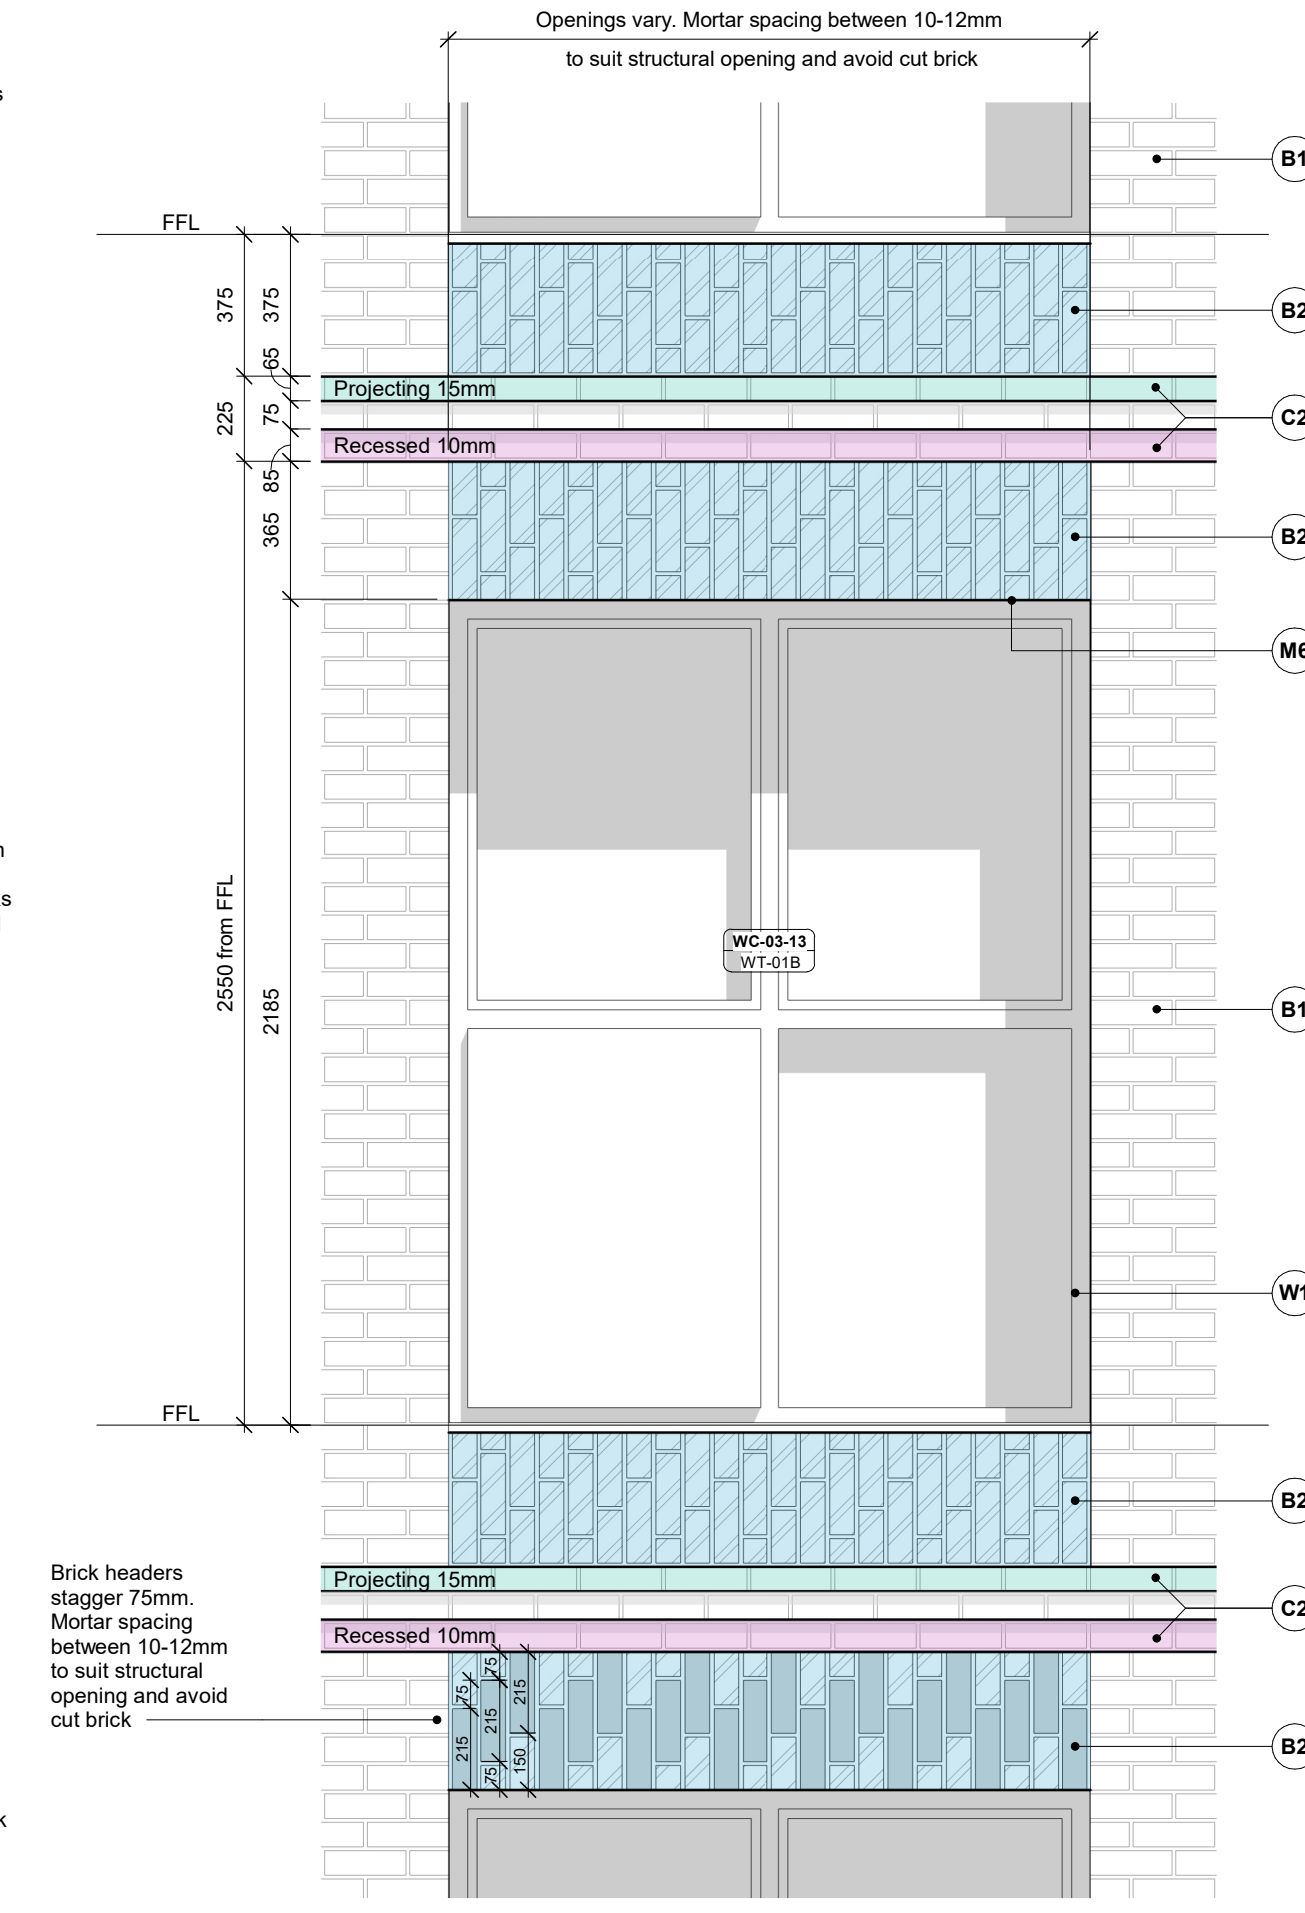 Openings vary. Mortar spacing between 10-12mm
to suit structural opening and avoid cut brick
s
B1
FFL
375
375
B2
65
Projecting 15mm
225
75
C2
Recessed 10mm
85
365
B2
M6
n
s
WC-03-13
WT-01B
2550 from FFL
2185
B1
W1
FFL
B2
Brick headers
stagger 75mm.
Mortar spacing
between 10-12mm
to suit structural
opening and avoid
cut brick
Projecting 15mm
C2
Recessed 10mm
75
75
215
215
215
150
75
B2
k